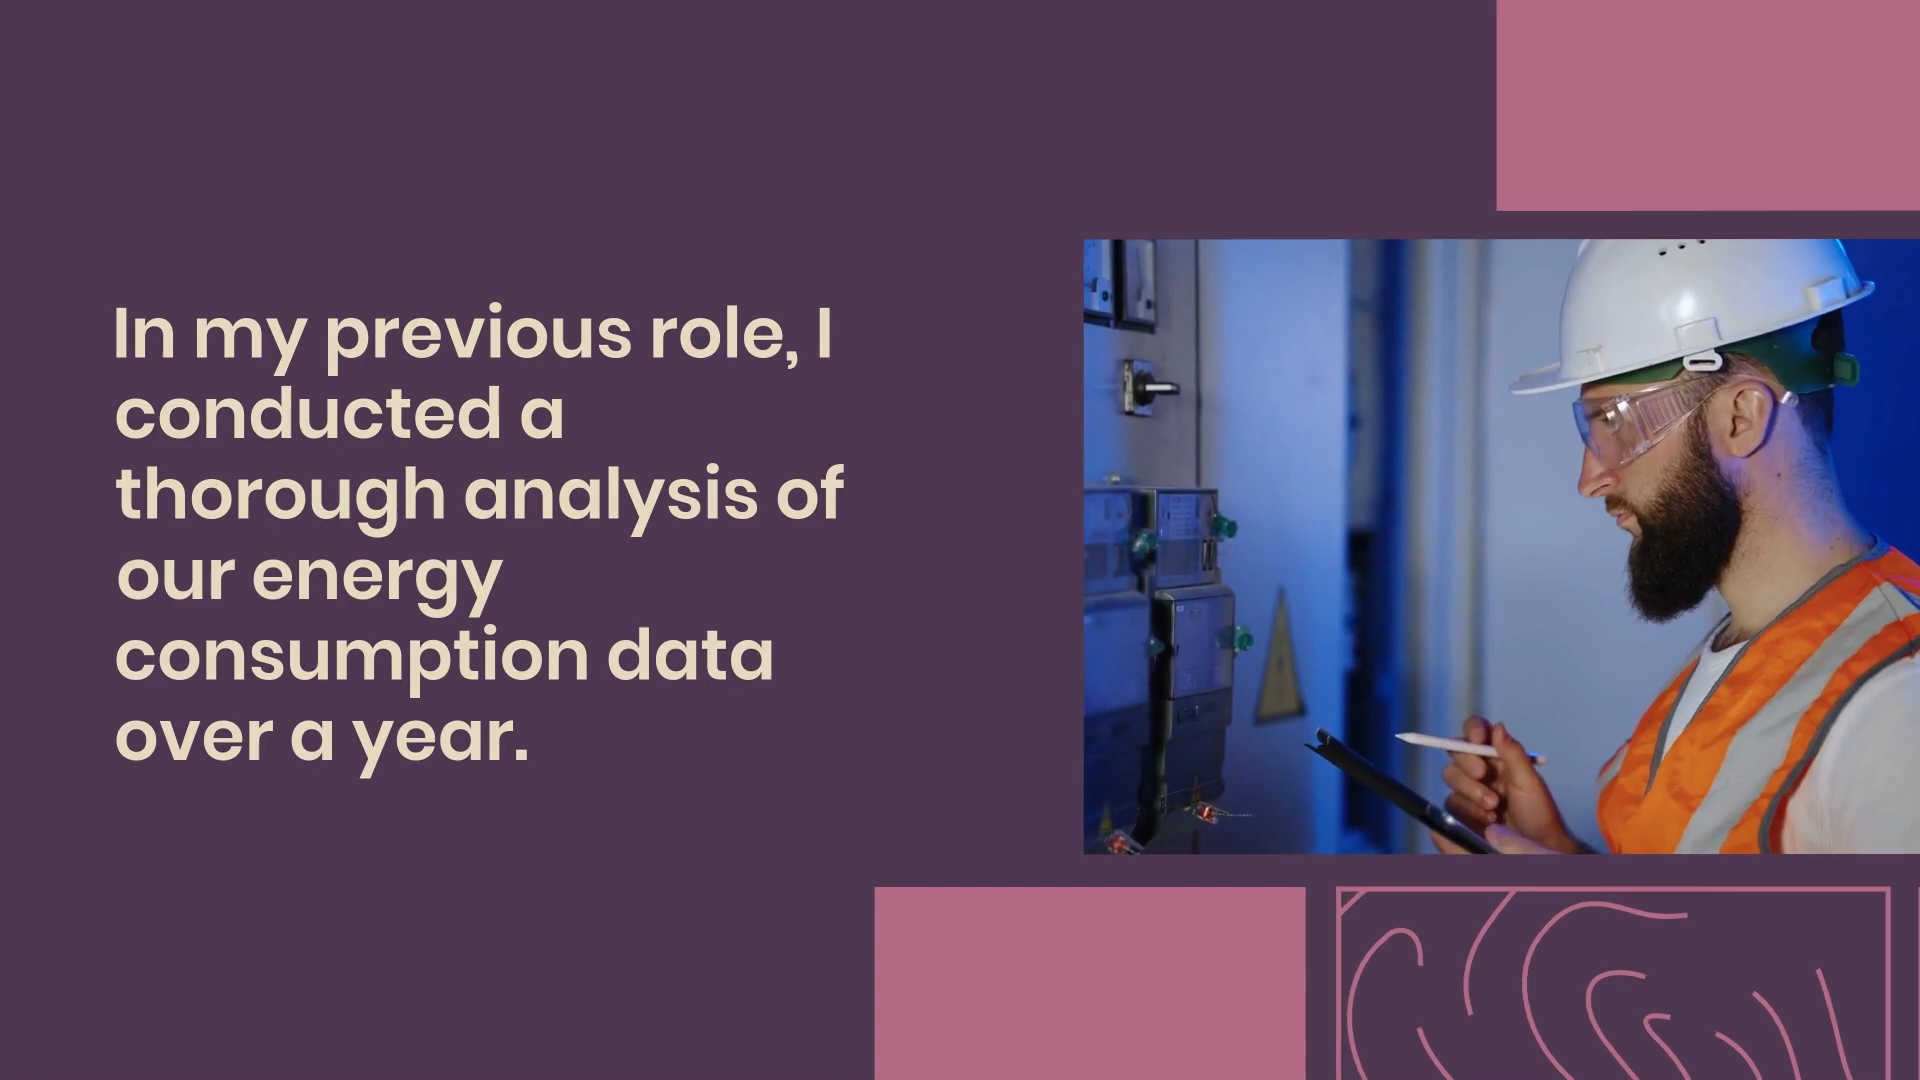 In my previous role, I
conducted a
thorough analysis of
our energy
consumption data
over a year.